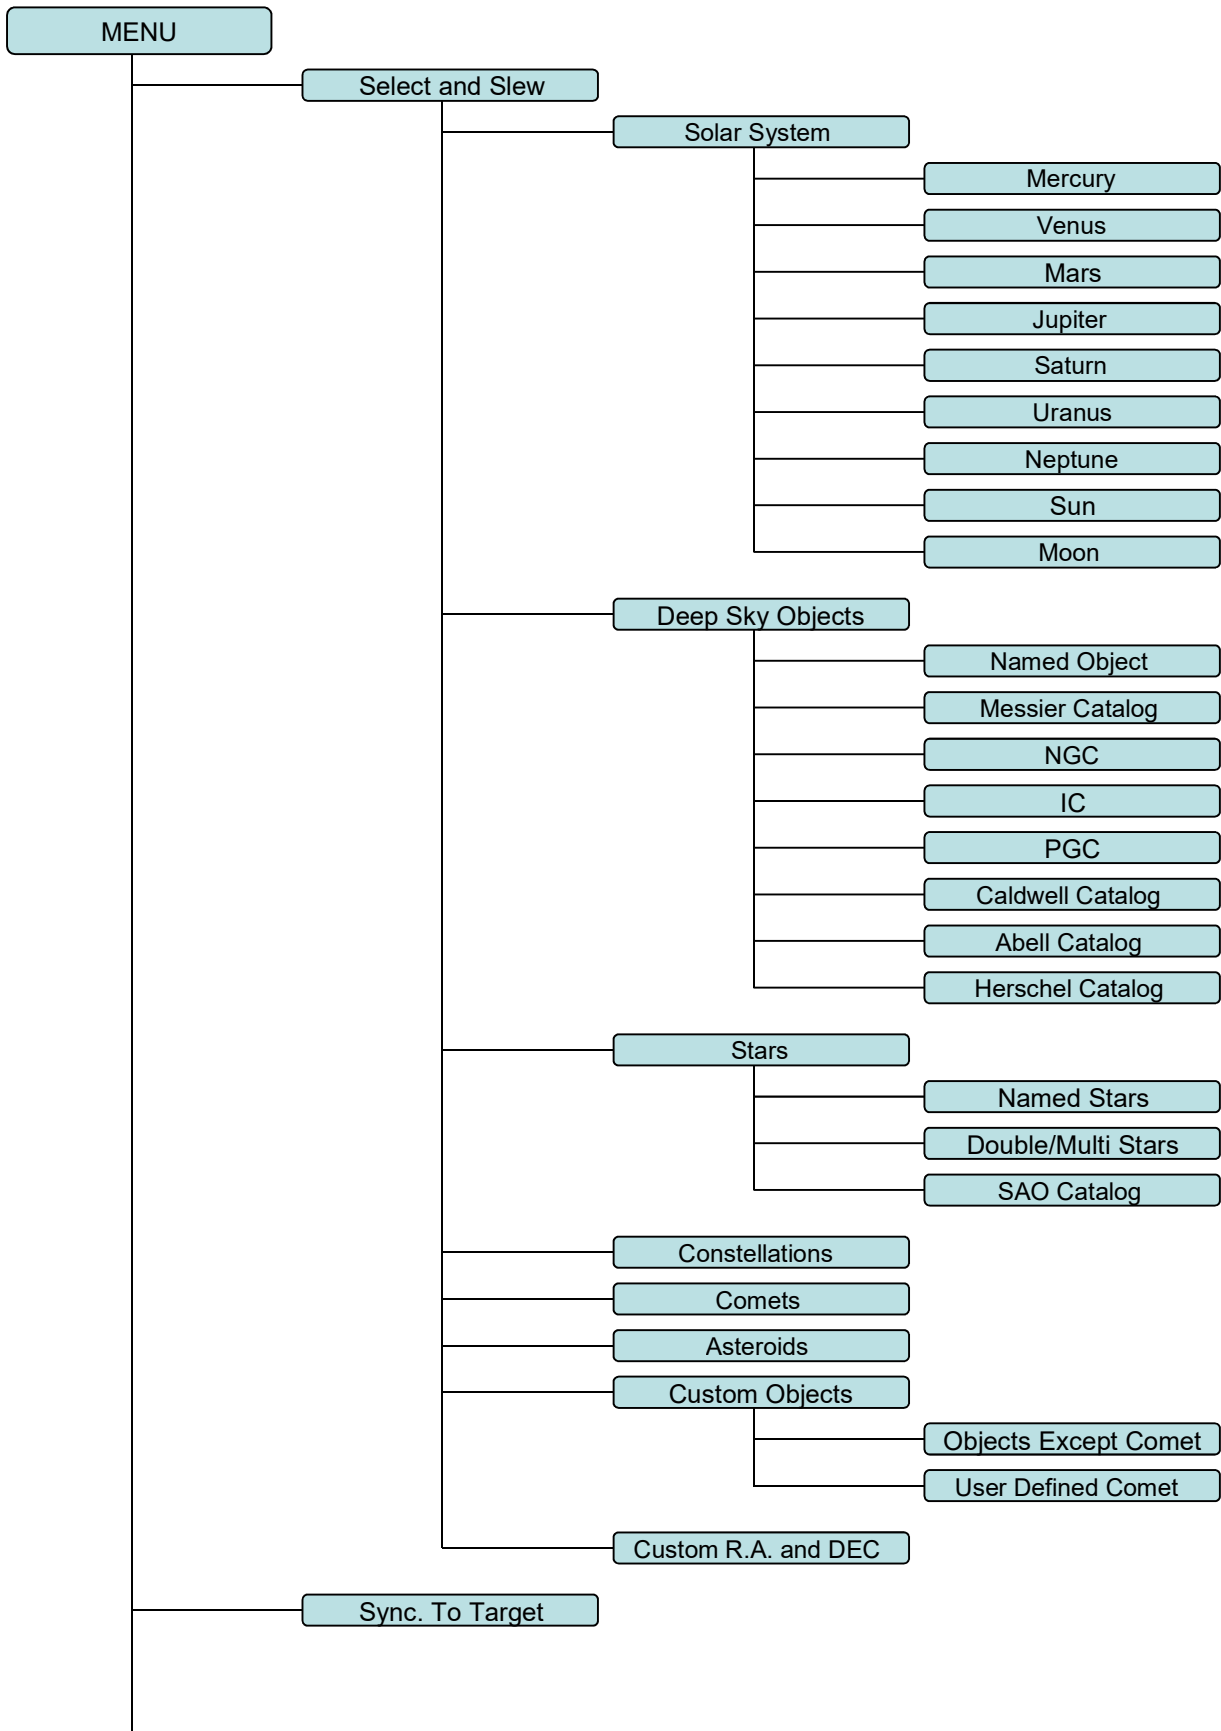 MENU
Select and Slew
Solar System
Mercury
Venus
Mars
Jupiter
Saturn
Uranus
Neptune
Sun
Moon
Deep Sky Objects
Named Object
Messier Catalog
NGC
IC
PGC
Caldwell Catalog
Abell Catalog
Herschel Catalog
Stars
Named Stars
Double/Multi Stars
SAO Catalog
Constellations
Comets
Asteroids
Custom Objects
Objects Except Comet
User Defined Comet
Custom R.A. and DEC
Sync. To Target